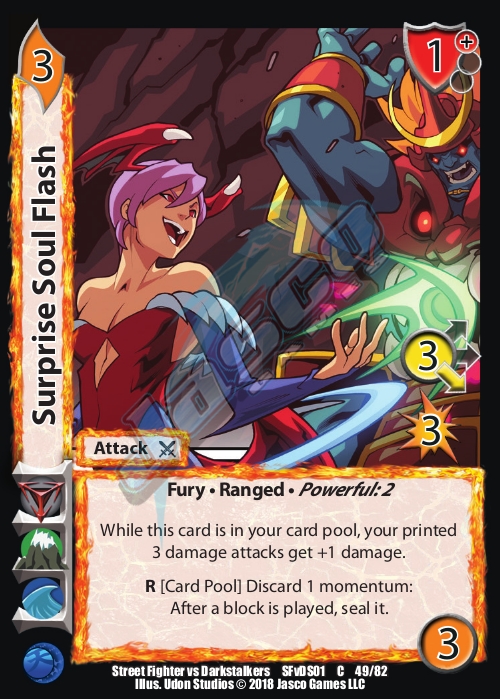 3
1
+
Surprise Soul Flash
JASCO
3
3
Attack
Fury • Ranged • Powerful: 2
While this card is in your card pool, your printed
3 damage attacks get +1 damage.
R [Card Pool] Discard 1 momentum:
After a block is played, seal it.
3
Street Fighter vs Darkstalkers SFvDS01 C 49/82
Illus. Udon Studios © 2018 Jasco Games LLC